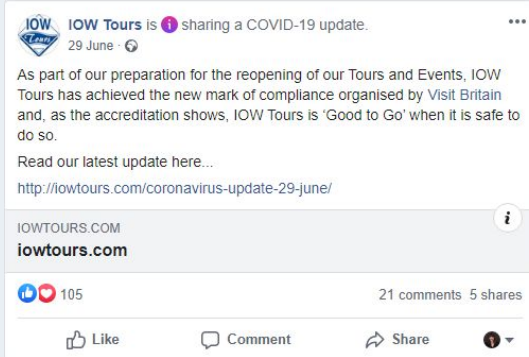 IOW
Tours
IOW Tours is sharing a COVID-19 update.
29 June ·
As part of our preparation for the reopening of our Tours and Events, IOW
Tours has achieved the new mark of compliance organised by Visit Britain
and, as the accreditation shows, IOW Tours is ‘Good to Go’ when it is safe to
do so.
Read our latest update here...
http://iowtours.com/coronavirus-update-29-june/
IOWTOURS.COM
iowtours.com
105
21 comments 5 shares
Like
Comment
Share